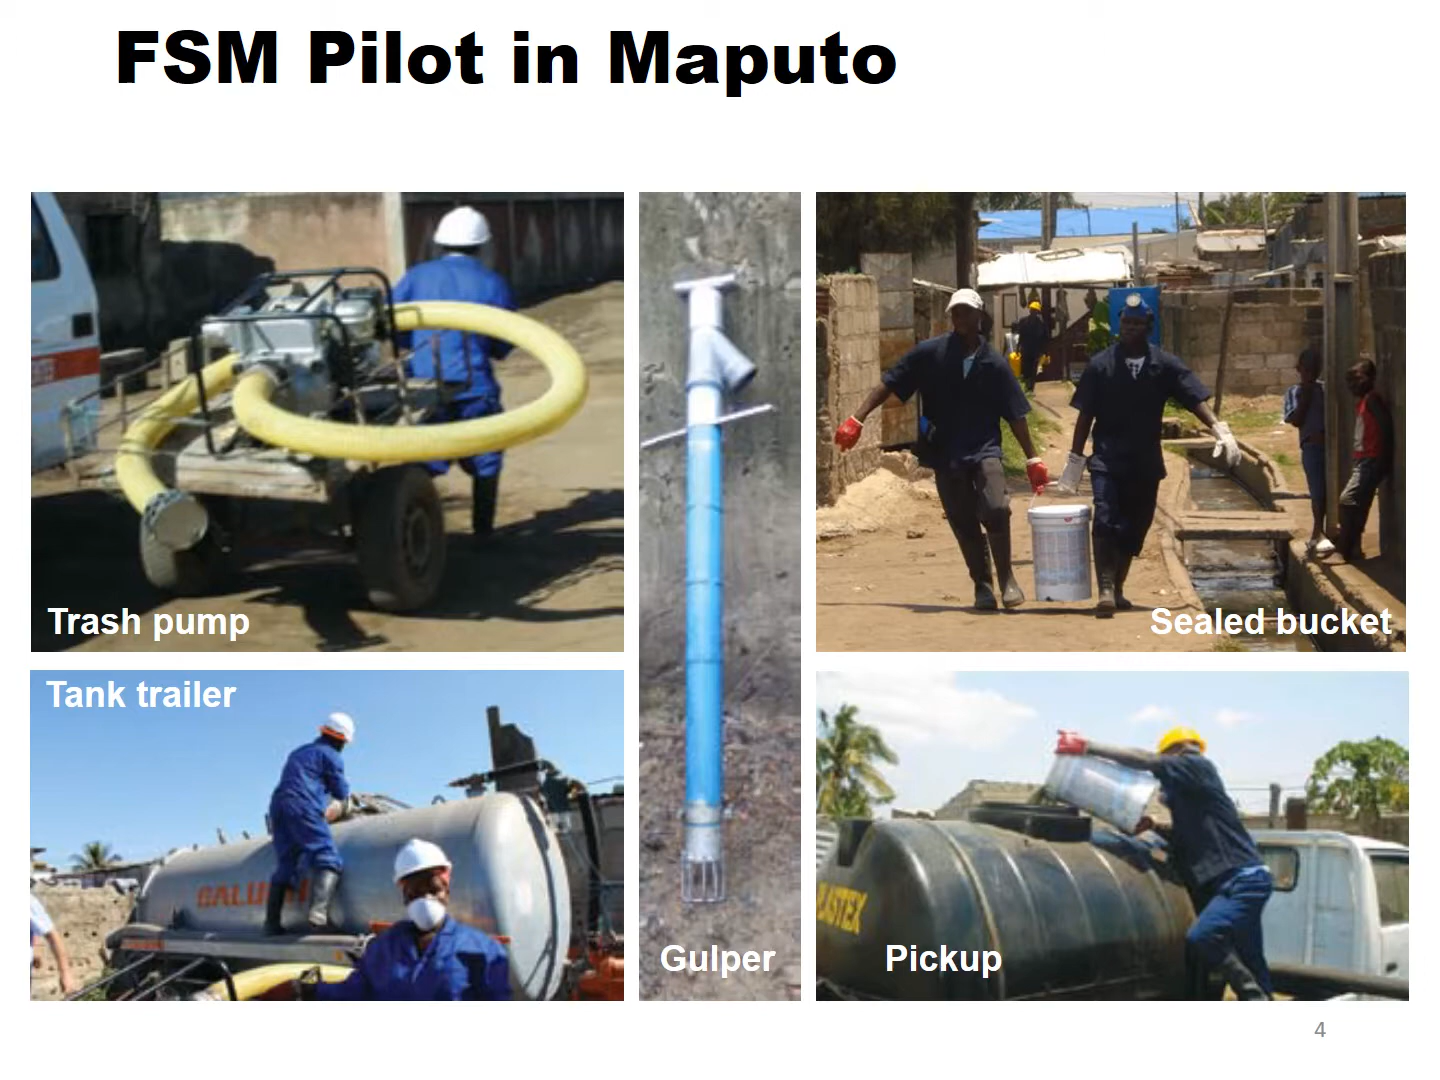 FSM Pilot in Maputo
Trash pump
Gulper
Sealed bucket
Tank trailer
Pickup
4